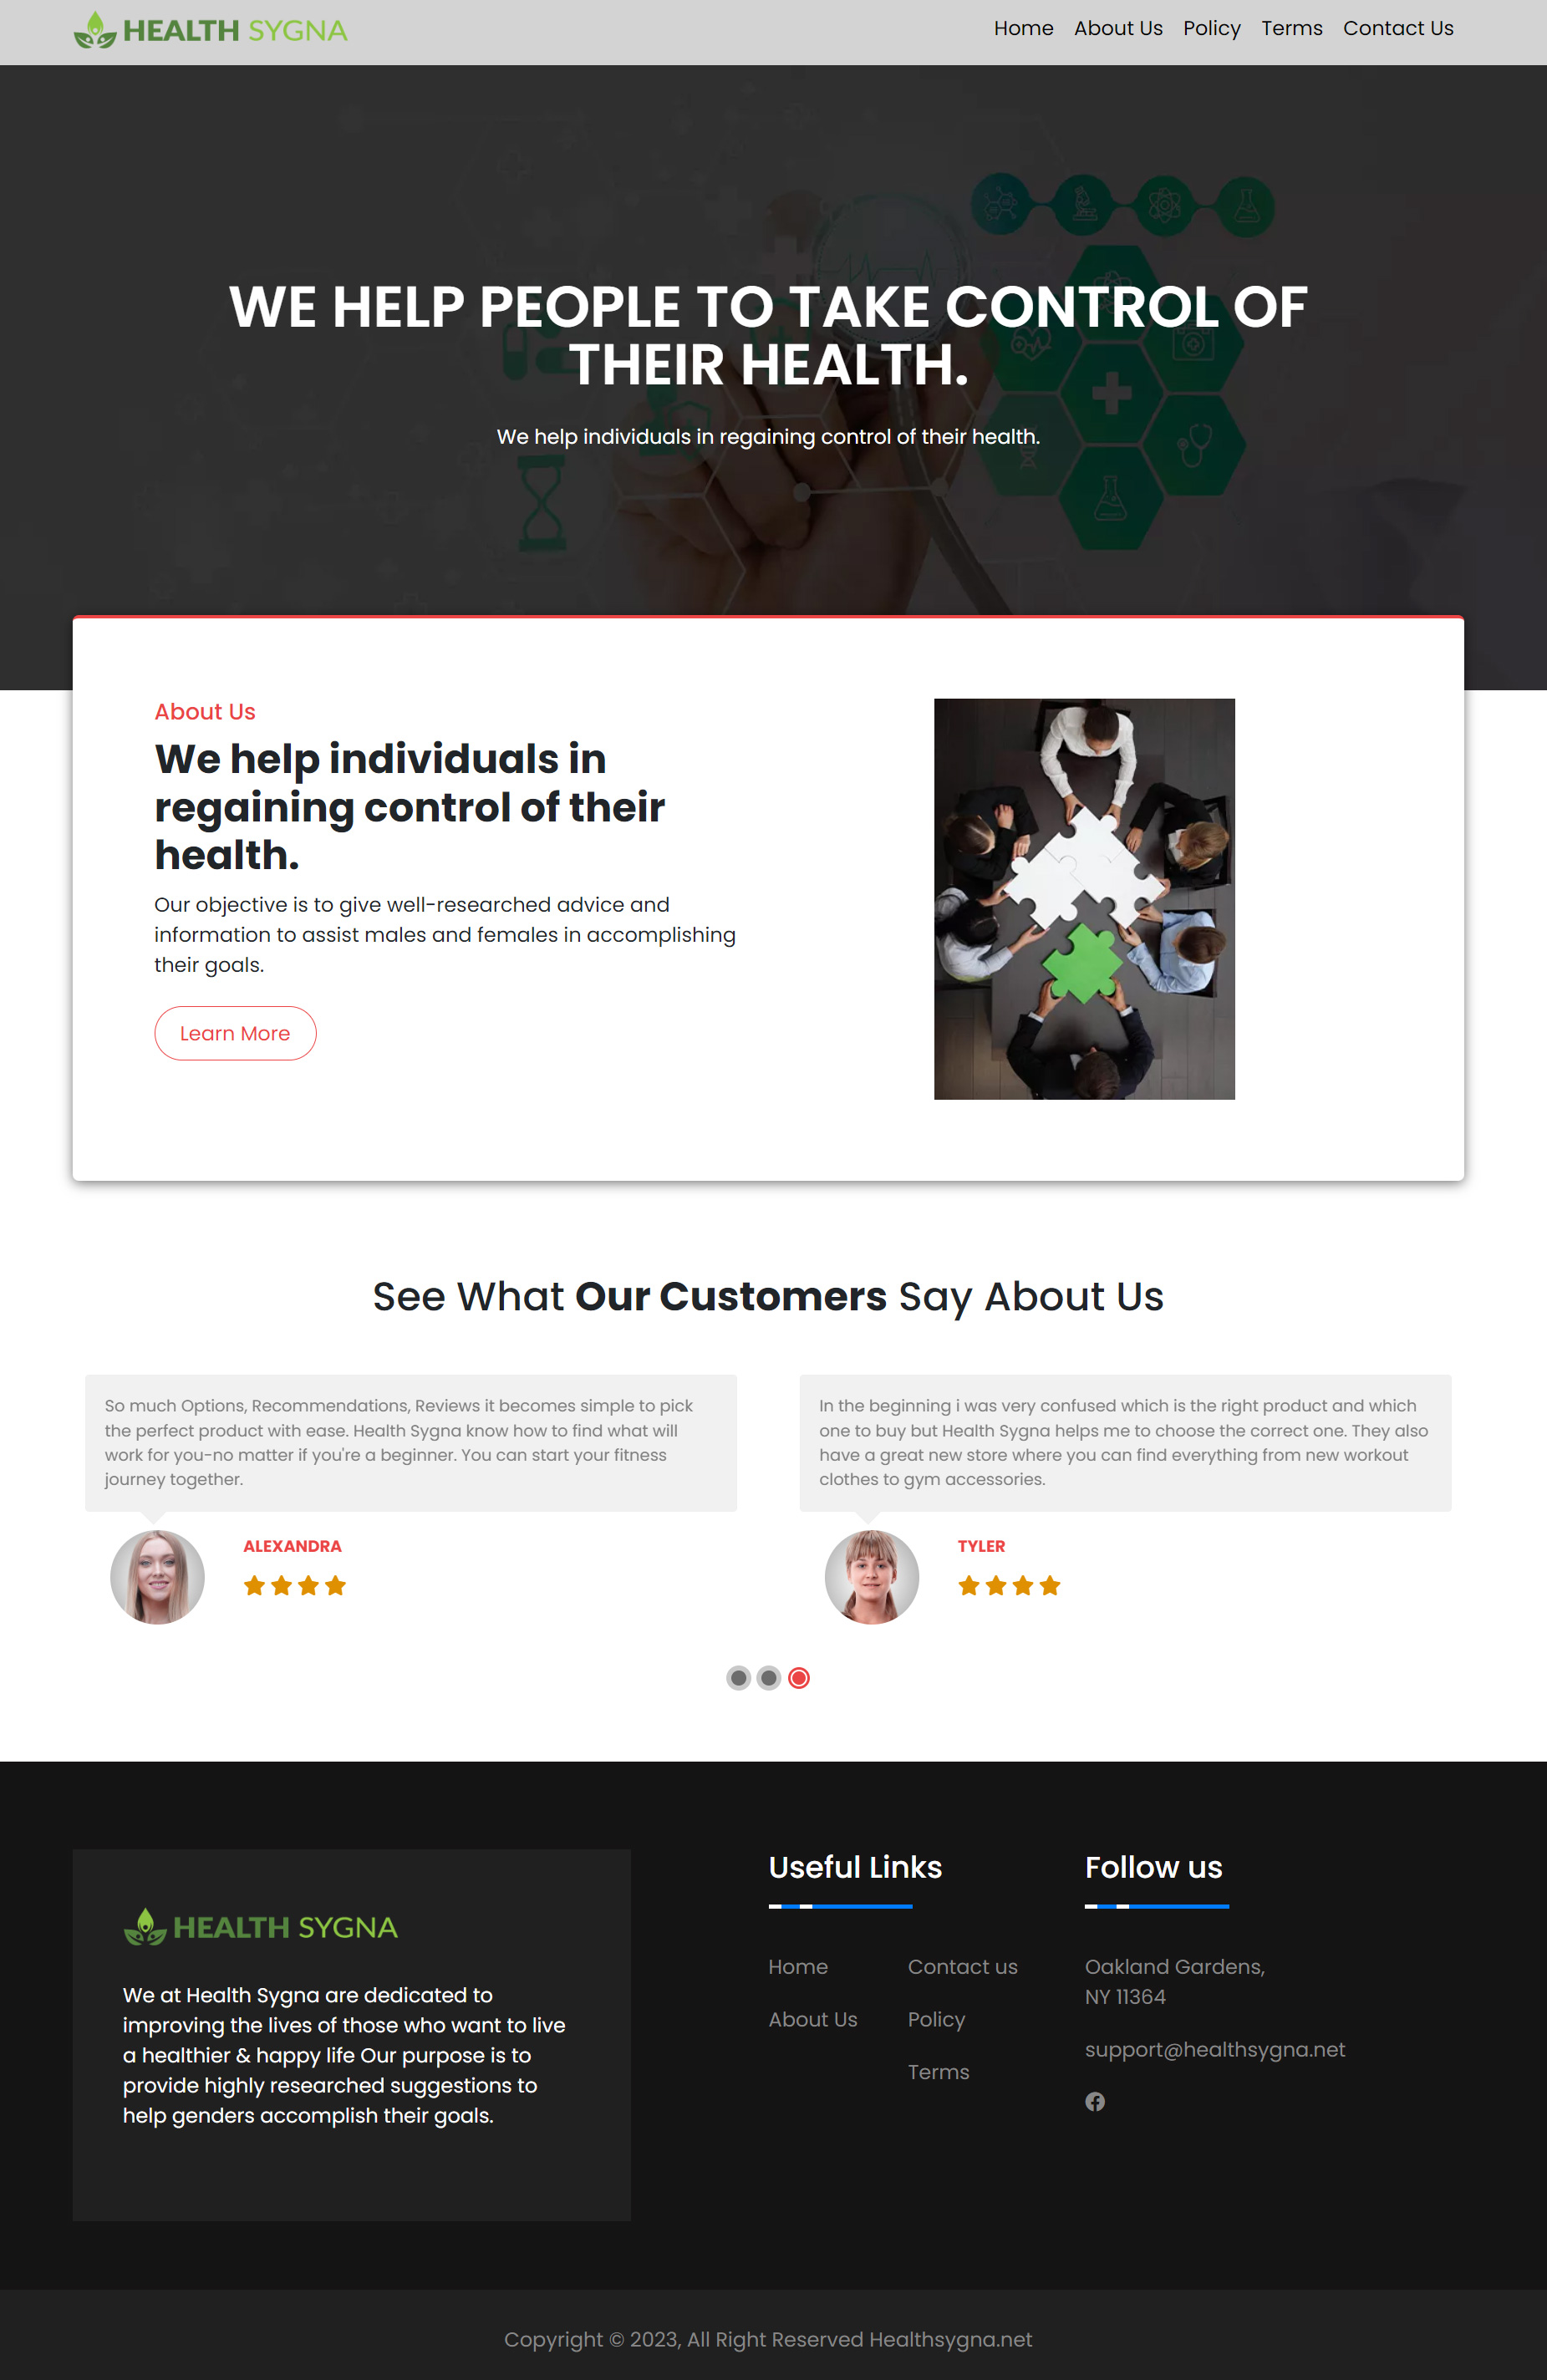 HEALTH SYGNA
Home About Us Policy Terms Contact Us
WE HELP PEOPLE TO TAKE CONTROL OF
THEIR HEALTH.
We help individuals in regaining control of their health.
About Us
We help individuals in
regaining control of their
health.
Our objective is to give well-researched advice and
information to assist males and females in accomplishing
their goals.
Learn More
See What Our Customers Say About Us
So much Options, Recommendations, Reviews it becomes simple to pick
the perfect product with ease. Health Sygna know how to find what will
work for you-no matter if you're a beginner. You can start your fitness
journey together.
ALEXANDRA
In the beginning i was very confused which is the right product and which
one to buy but Health Sygna helps me to choose the correct one. They also
have a great new store where you can find everything from new workout
clothes to gym accessories.
TYLER
HEALTH SYGNA
We at Health Sygna are dedicated to
improving the lives of those who want to live
a healthier & happy life Our purpose is to
provide highly researched suggestions to
help genders accomplish their goals.
Useful Links
Home
About Us
Contact us
Policy
Terms
Follow us
Oakland Gardens,
NY 11364
support@healthsygna.net
Copyright © 2023, All Right Reserved Healthsygna.net